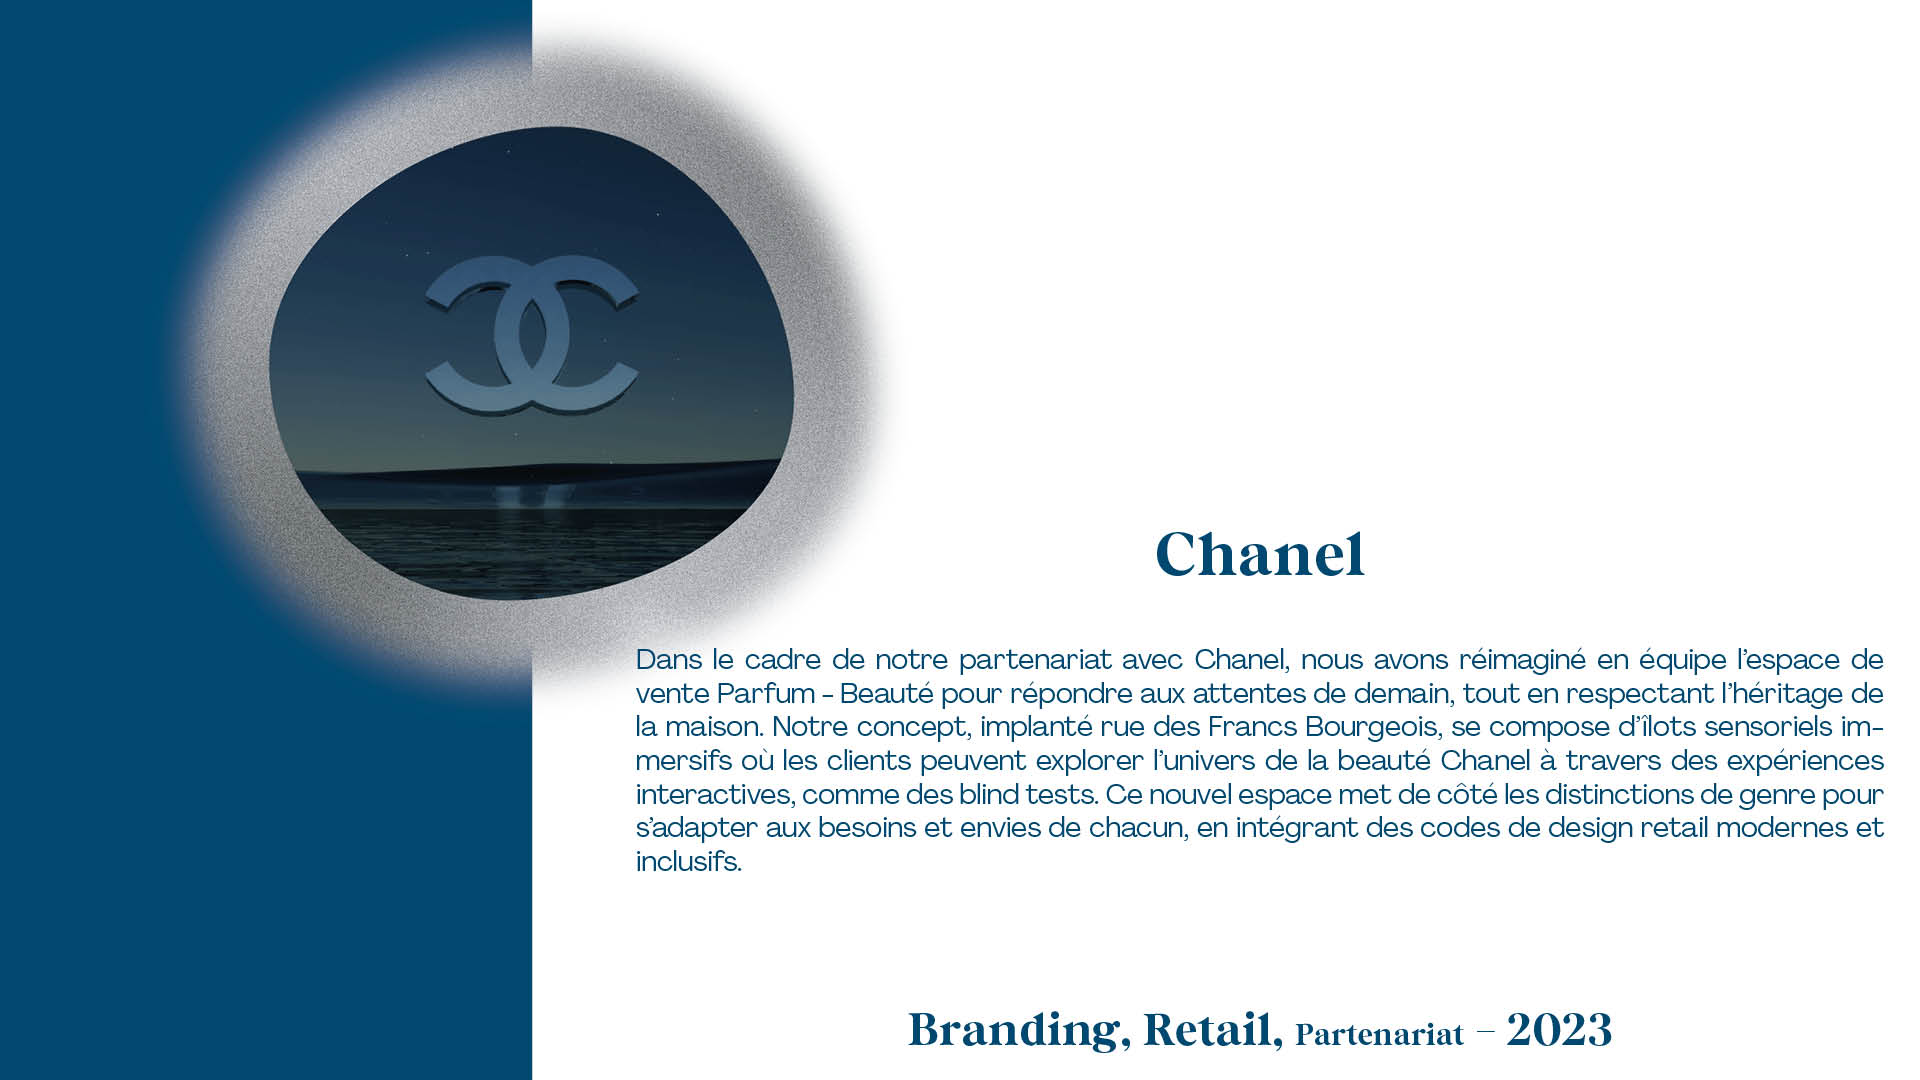 Chanel
Dans le cadre de notre partenariat avec Chanel, nous avons réimaginé en équipe l’espace de
vente Parfum - Beauté pour répondre aux attentes de demain, tout en respectant l’héritage de
la maison. Notre concept, implanté rue des Francs Bourgeois, se compose d’îlots sensoriels im-
mersifs où les clients peuvent explorer l’univers de la beauté Chanel à travers des expériences
interactives, comme des blind tests. Ce nouvel espace met de côté les distinctions de genre pour
s’adapter aux besoins et envies de chacun, en intégrant des codes de design retail modernes et
inclusifs.
Branding, Retail, Partenariat – 2023